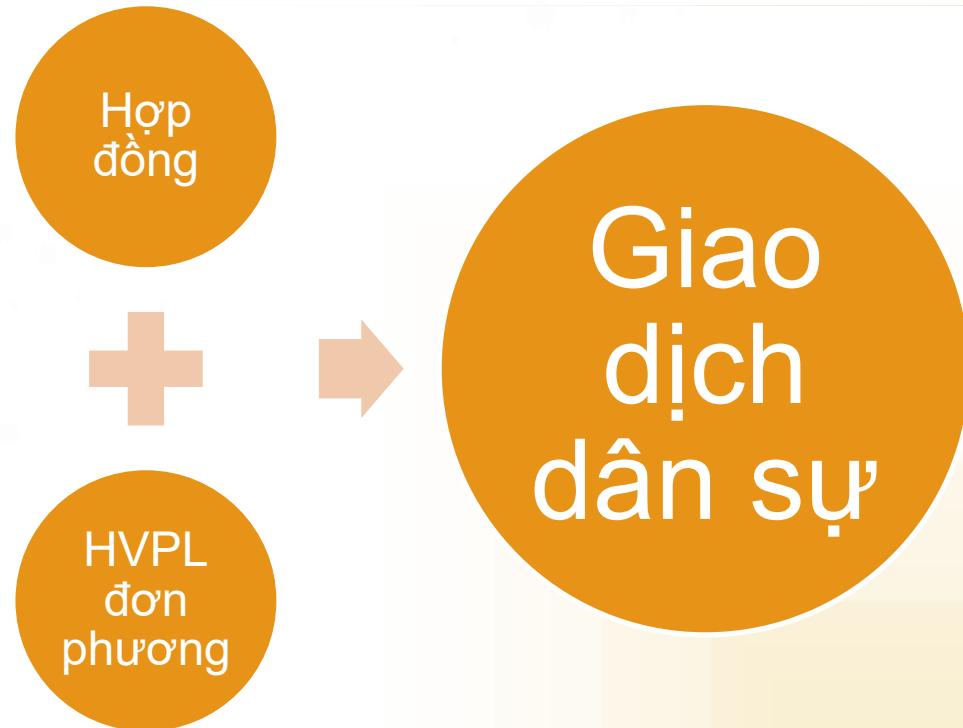 Hợp
đồng
HVPL
đơn
phương
Giao
dịch
dân sự